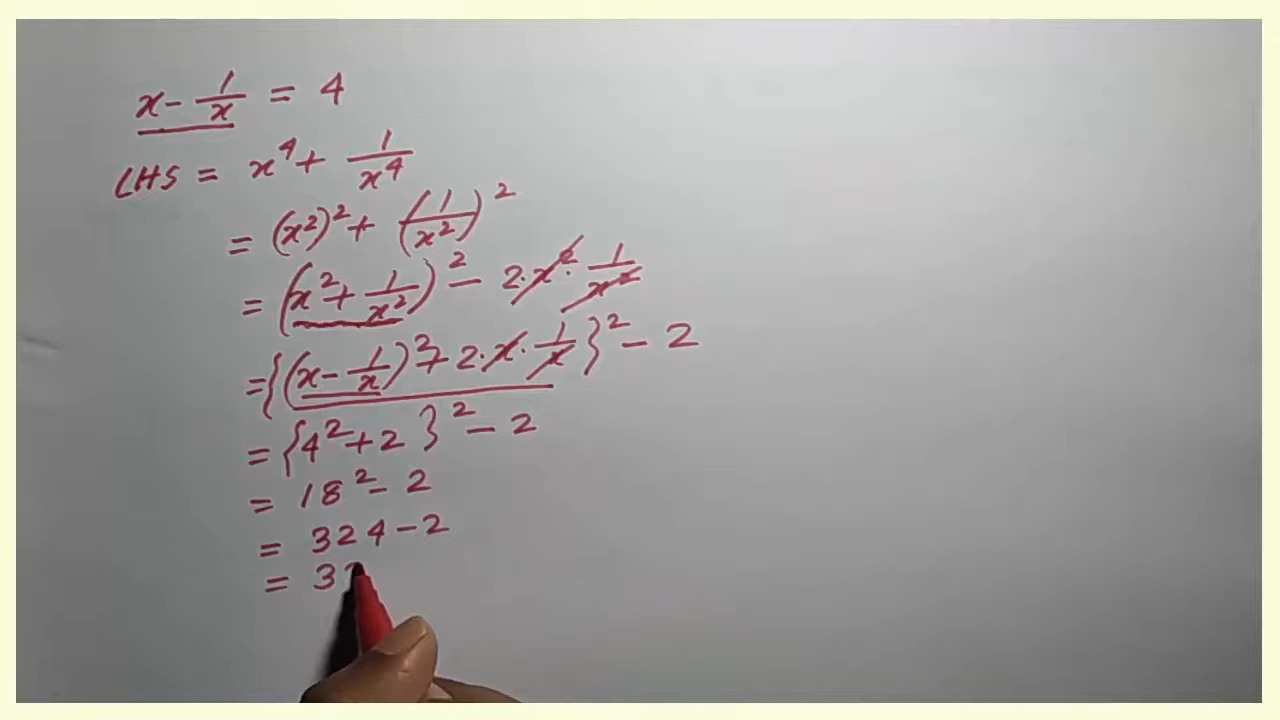 x - 1/x = 4
LHS = x⁴ + 1/x⁴
= (x²)² + (1/x²)²
= (x² + 1/x²)² - 2·x²·1/x²
= {(x - 1/x)² + 2·x·1/x}² - 2
= {4² + 2}² - 2
= 18² - 2
= 324 - 2
= 3